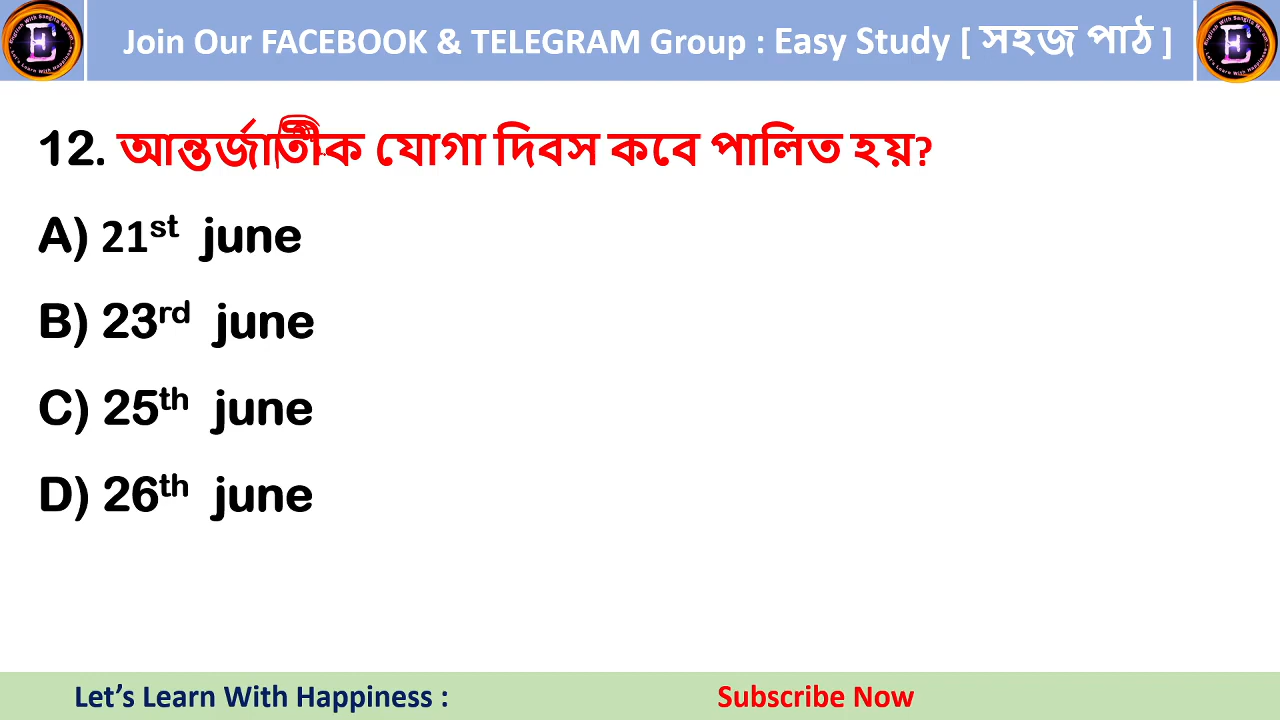 Join Our FACEBOOK & TELEGRAM Group : Easy Study [ সহজ পাঠ ]
12. আন্তর্জাতীক যোগা দিবস কবে পালিত হয়?
A) 21st june
B) 23rd june
C) 25th june
D) 26th june
Let's Learn With Happiness : Subscribe Now